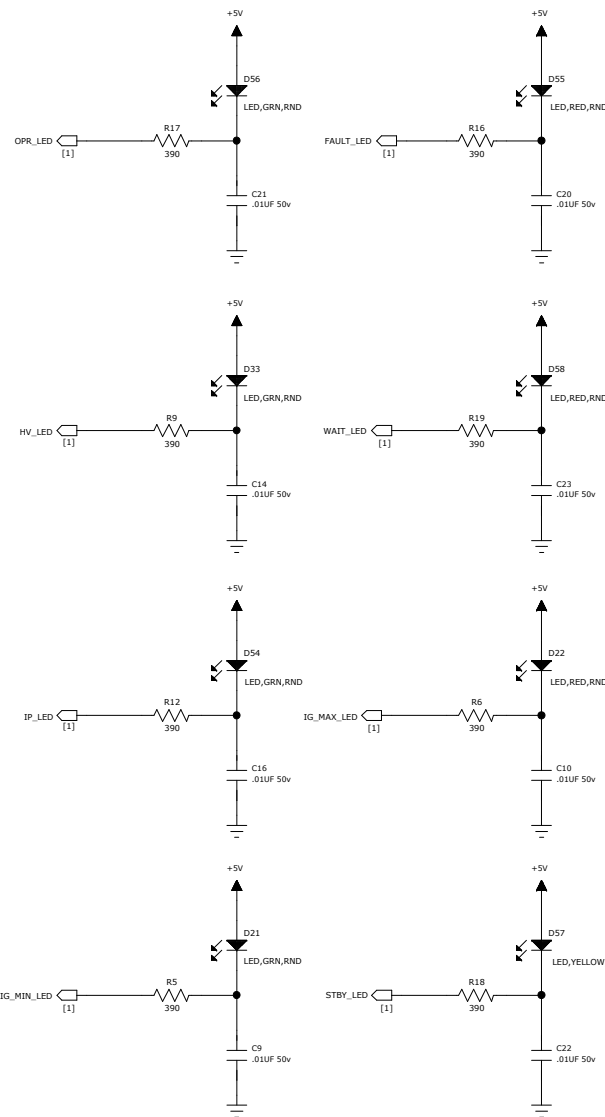 +5V
D56
LED,GRN,RND
R17
OPR_LED
[1]
390
C21
.01UF 50v
+5V
D55
LED,RED,RND
R16
FAULT_LED
[1]
390
C20
.01UF 50v
+5V
D33
LED,GRN,RND
R9
HV_LED
[1]
390
C14
.01UF 50v
+5V
D58
LED,RED,RND
R19
WAIT_LED
[1]
390
C23
.01UF 50v
+5V
D54
LED,GRN,RND
R12
IP_LED
[1]
390
C16
.01UF 50v
+5V
D22
LED,RED,RND
R6
IG_MAX_LED
[1]
390
C10
.01UF 50v
+5V
D21
LED,GRN,RND
R5
IG_MIN_LED
[1]
390
C9
.01UF 50v
+5V
D57
LED,YELLOW
R18
STBY_LED
[1]
390
C22
.01UF 50v